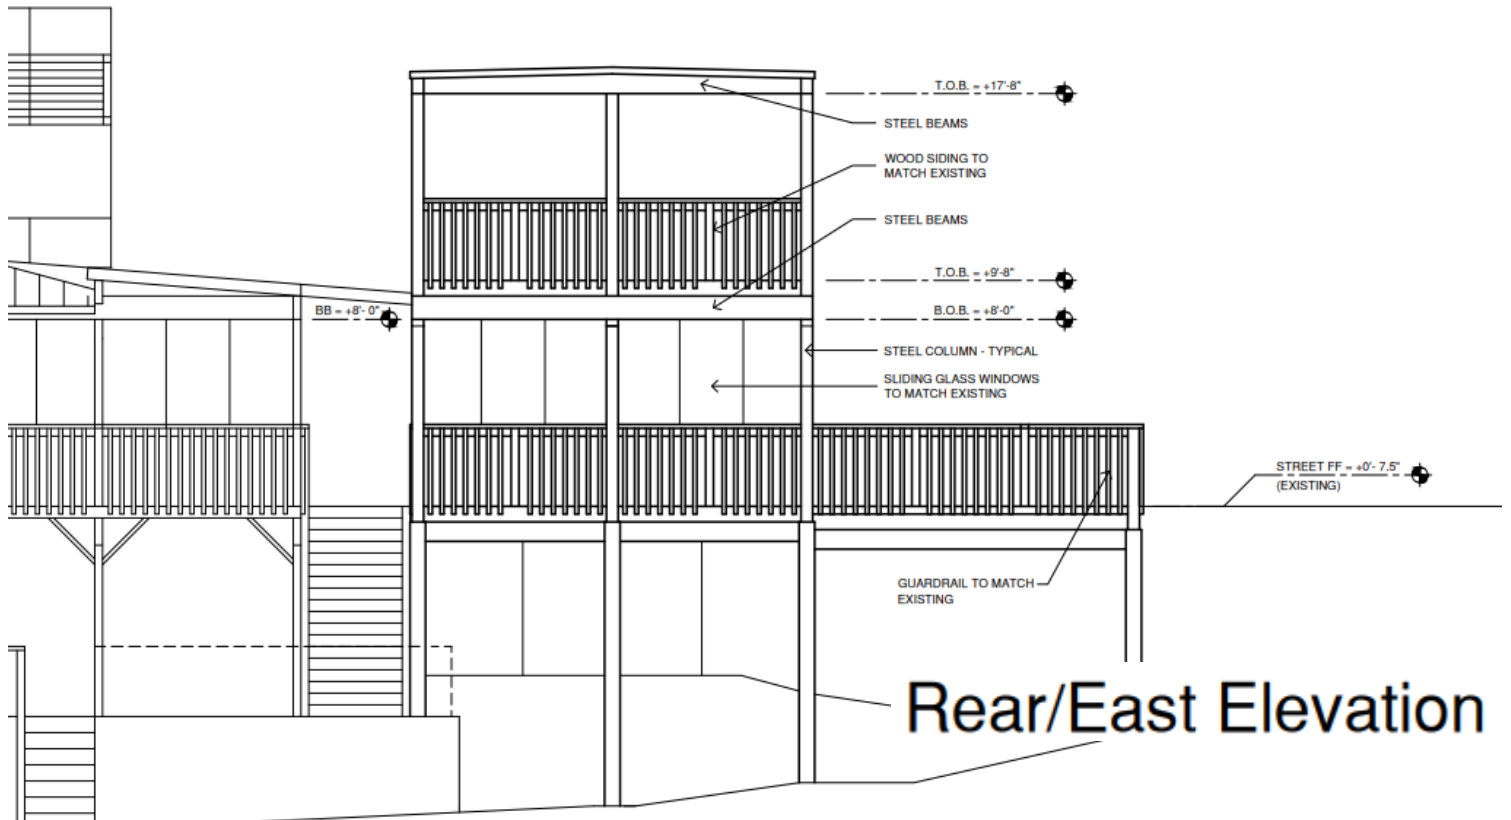 T.O.B. = +17'-8"
STEEL BEAMS
WOOD SIDING TO
MATCH EXISTING
STEEL BEAMS
T.O.B. = +9'-8"
BB = +8'- 0"
B.O.B. = +8'-0"
STEEL COLUMN - TYPICAL
SLIDING GLASS WINDOWS
TO MATCH EXISTING
STREET FF = +0'- 7.5"
(EXISTING)
GUARDRAIL TO MATCH
EXISTING
Rear/East Elevation